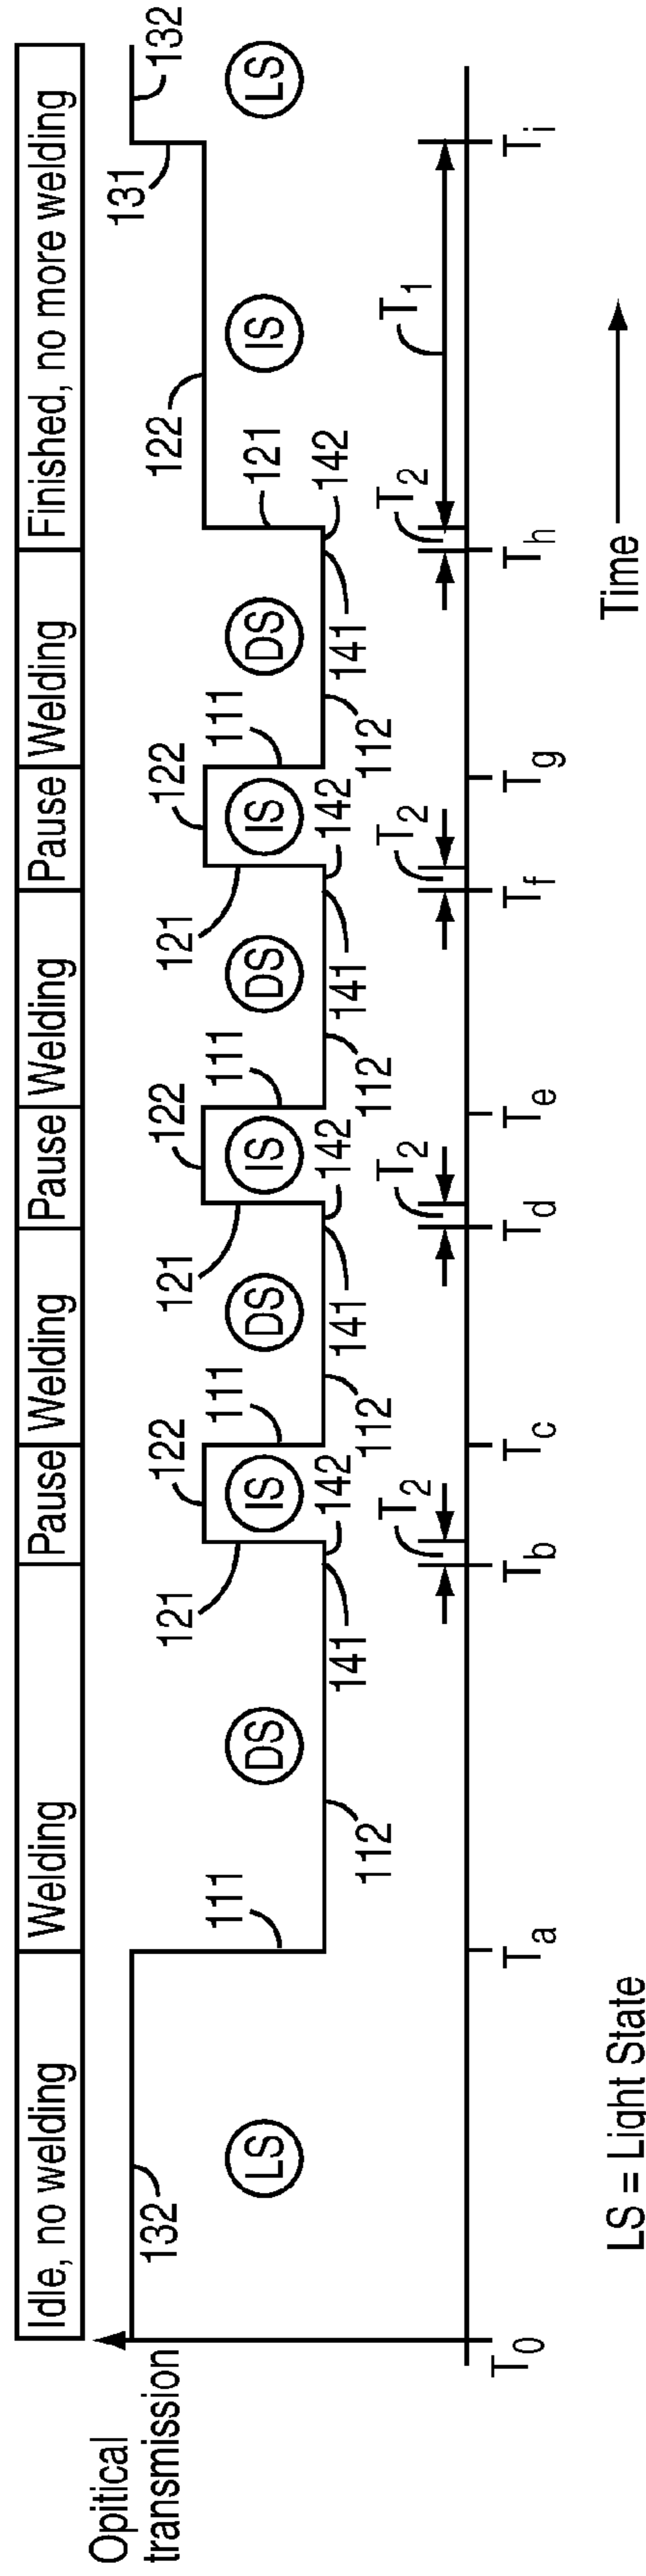 Idle, no welding Welding Pause Welding Pause Welding Pause Welding Finished, no more welding
Opitical
transmission
132 111 121 122 111 121 122 111 121 122 111 121 122 131 132
LS DS IS DS IS DS IS DS IS LS
112 141 142 112 141 142 112 141 142 112 141 142
T2 T2 T2 T2 T1
T0 Ta Tb Tc Td Te Tf Tg Th Ti
Time
LS = Light State